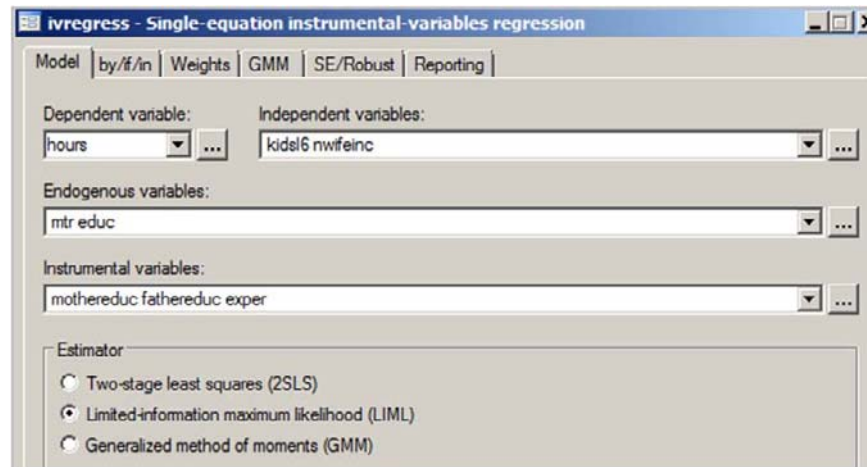 ivregress - Single-equation instrumental-variables regression
Model by/if/in Weights GMM SE/Robust Reporting
Dependent variable: Independent variables:
hours ... kidsl6 nwifeinc ...
Endogenous variables:
mtr educ ...
Instrumental variables:
mothereduc fathereduc exper ...
Estimator
Two-stage least squares (2SLS)
Limited-information maximum likelihood (LIML)
Generalized method of moments (GMM)